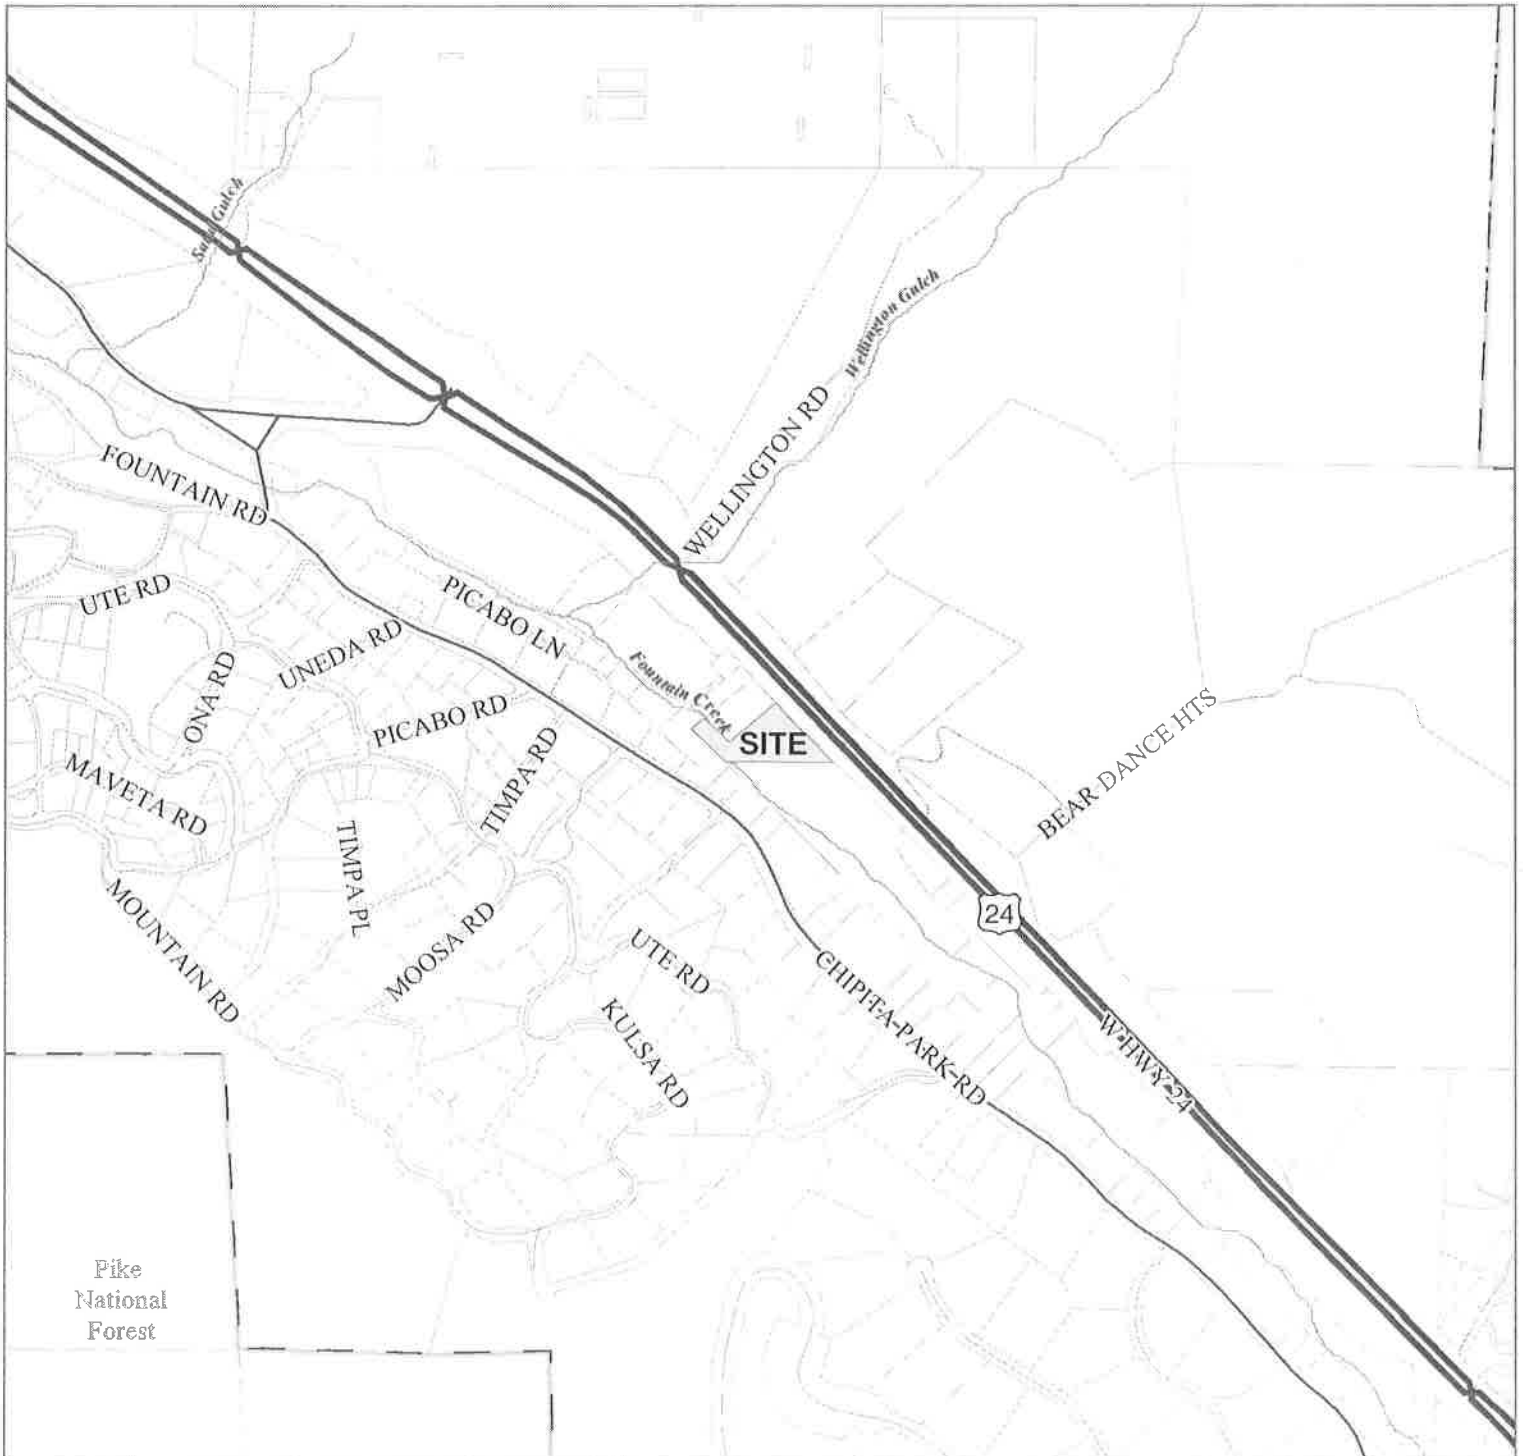 Sand Gulch
Wellington Gulch
WELLINGTON RD
FOUNTAIN RD
UTE RD
PICABO LN
UNEDA RD
ONA RD
Fountain Creek
PICABO RD
SITE
TIMPA RD
MAVETA RD
BEAR DANCE HTS
TIMPA PL
MOUNTAIN RD
MOOSA RD
24
UTE RD
CHIPITA PARK RD
KULSA RD
W HWY 24
Pike
National
Forest